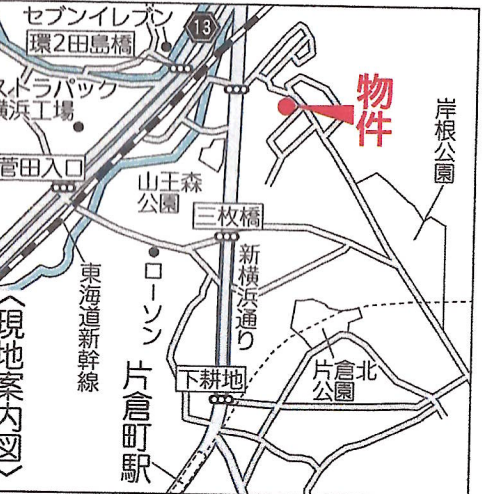 セブンイレブン
環2田島橋
13
ストラパック
横浜工場
菅田入口
山王森
公園
三枚橋
物件
岸根公園
新横浜通り
ローソン
東海道新幹線
片倉町駅
下耕地
片倉北
公園
〈現地案内図〉